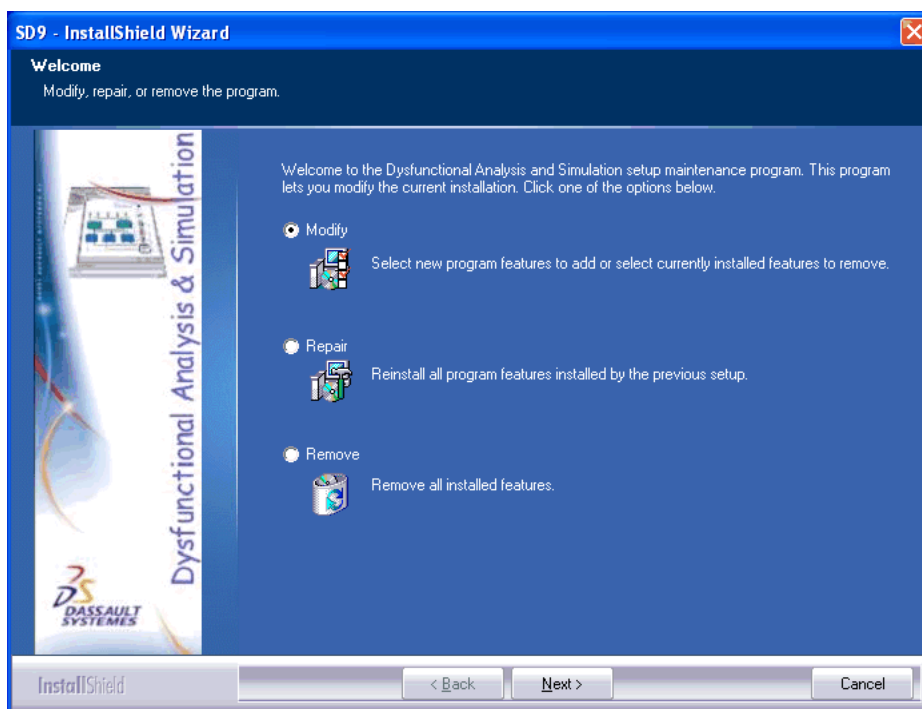 SD9 - InstallShield Wizard
Welcome
Modify, repair, or remove the program.
Dysfunctional Analysis & Simulation
DASSAULT
SYSTEMES
Welcome to the Dysfunctional Analysis and Simulation setup maintenance program. This program
lets you modify the current installation. Click one of the options below.
Modify
Select new program features to add or select currently installed features to remove.
Repair
Reinstall all program features installed by the previous setup.
Remove
Remove all installed features.
InstallShield
< Back
Next >
Cancel